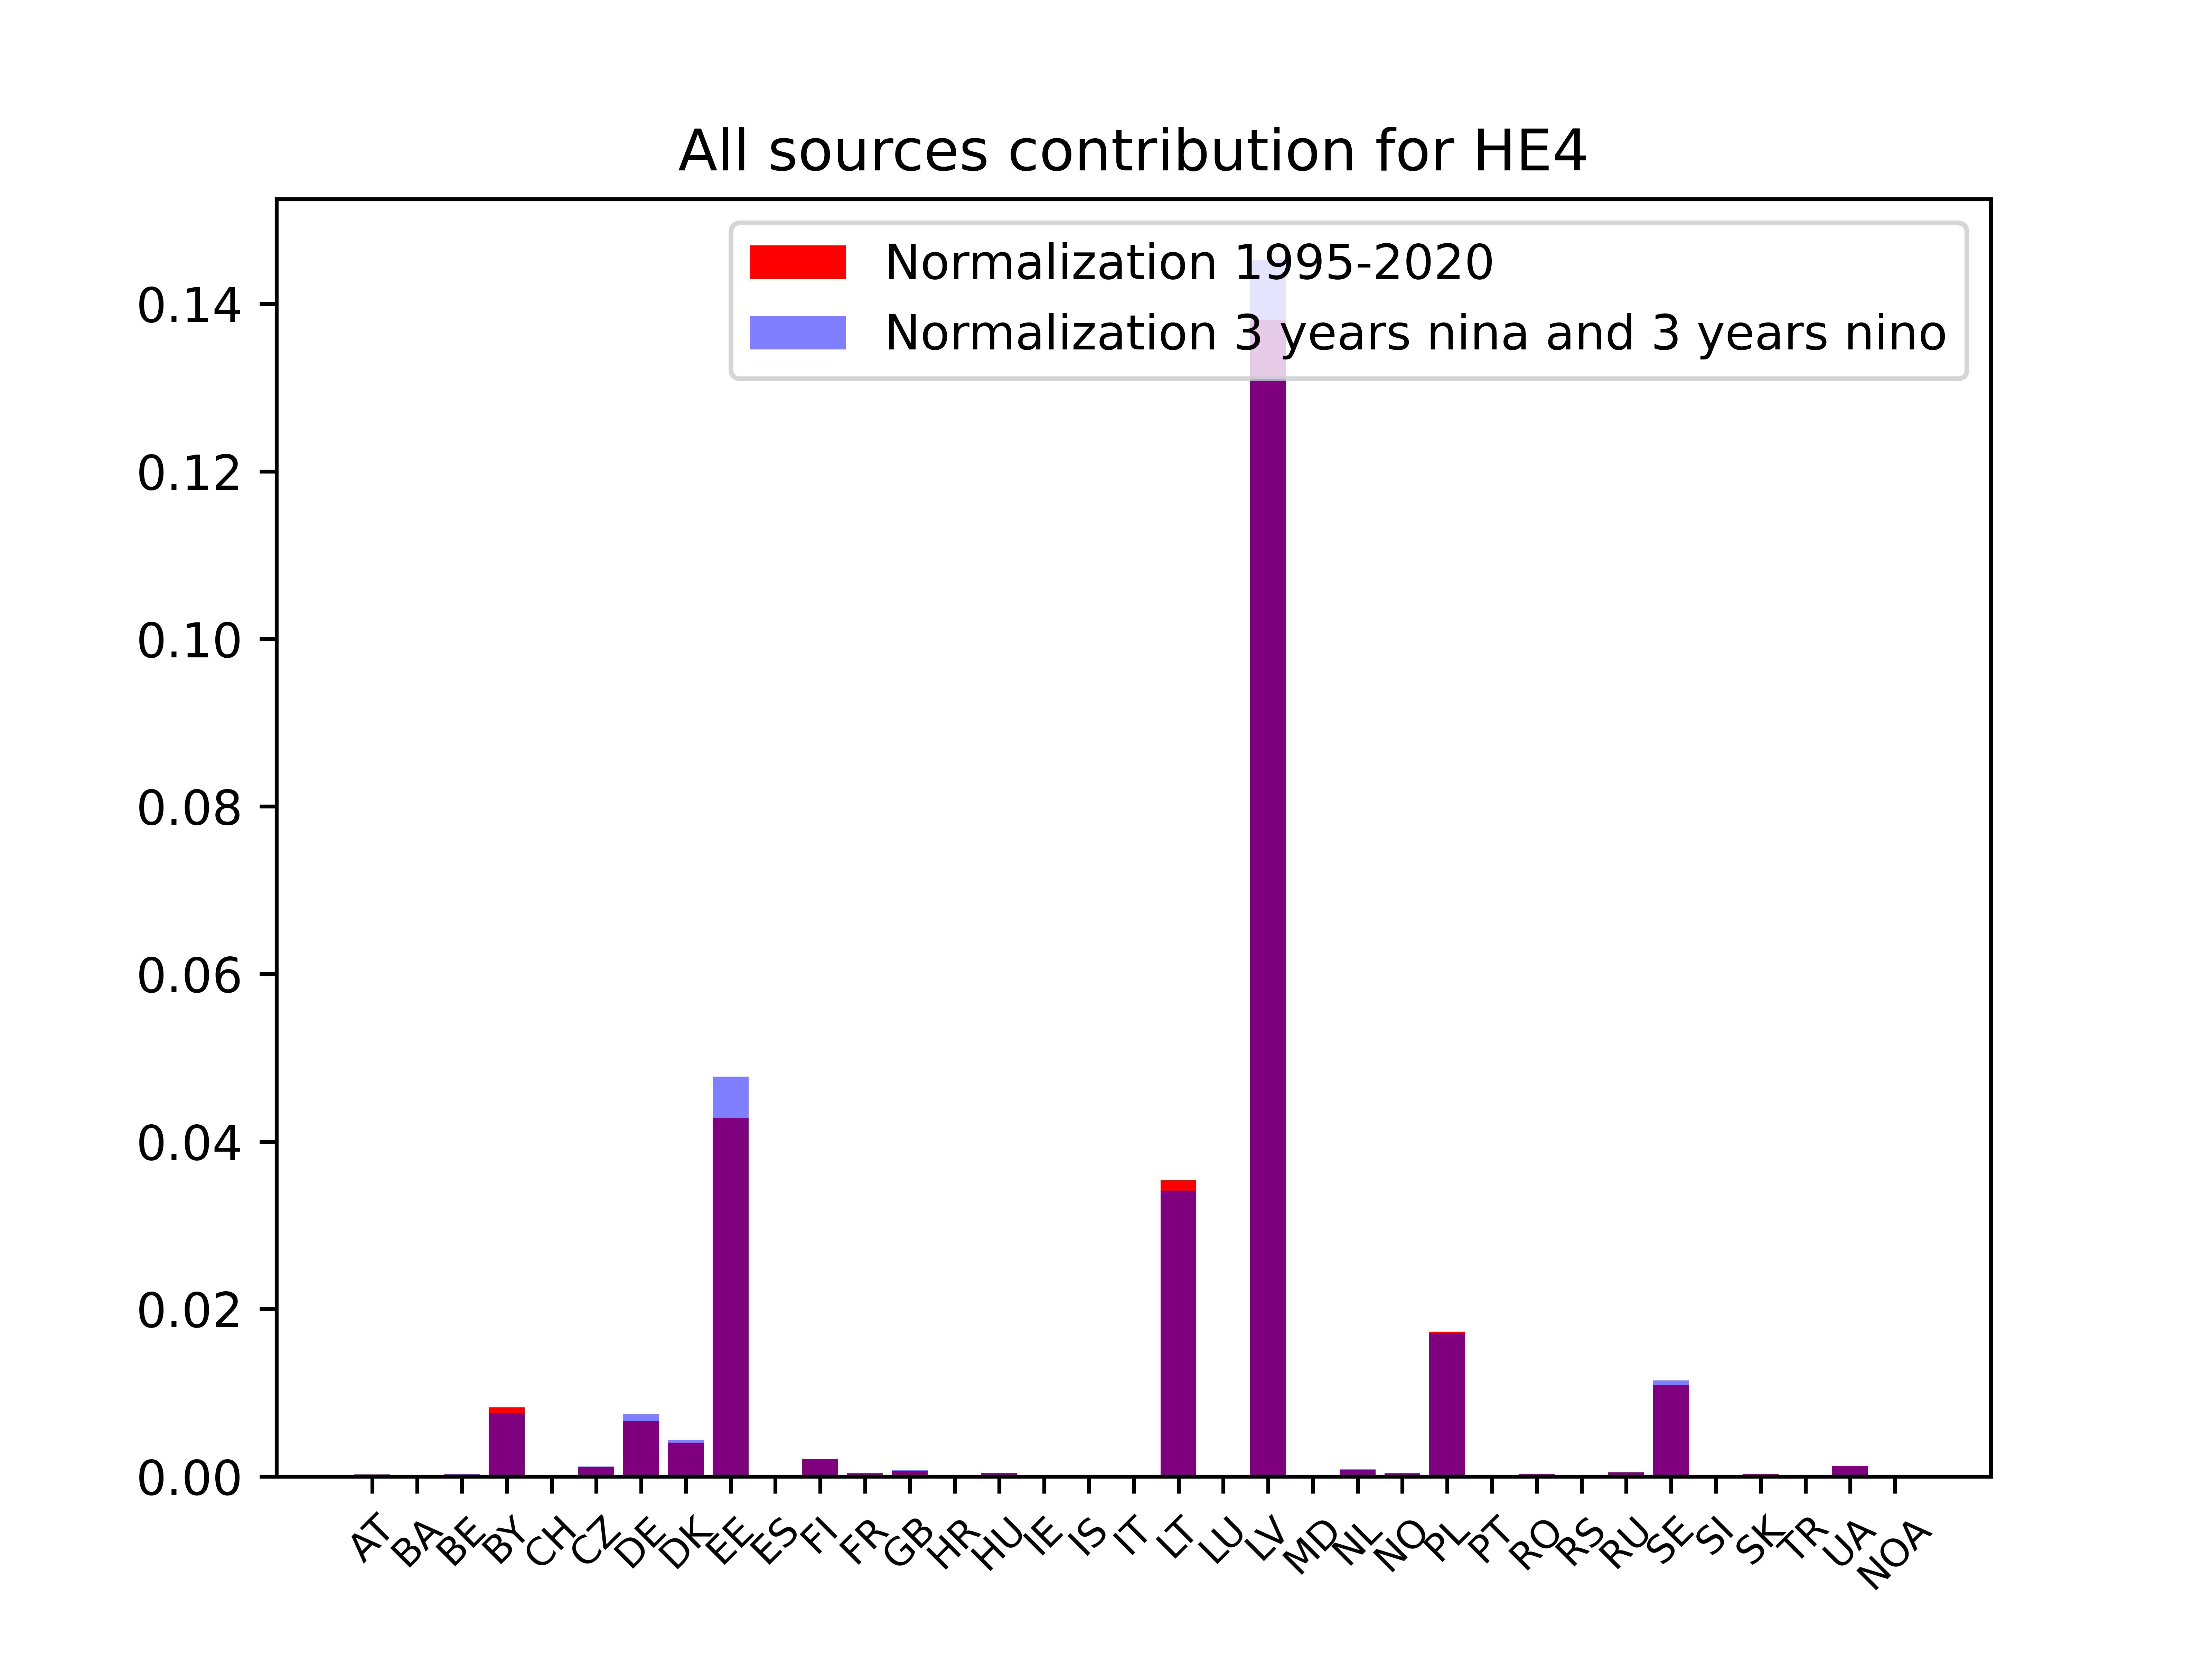 All sources contribution for HE4
Normalization 1995-2020
Normalization 3 years nina and 3 years nino
0.14
0.12
0.10
0.08
0.06
0.04
0.02
0.00
AT BA BE BY CH CZ DE DK EE ES FI FR GB HR HU IE IS IT LT LU LV MD NL NO PL PT RO RS RU SE SI SK TR UA NOA